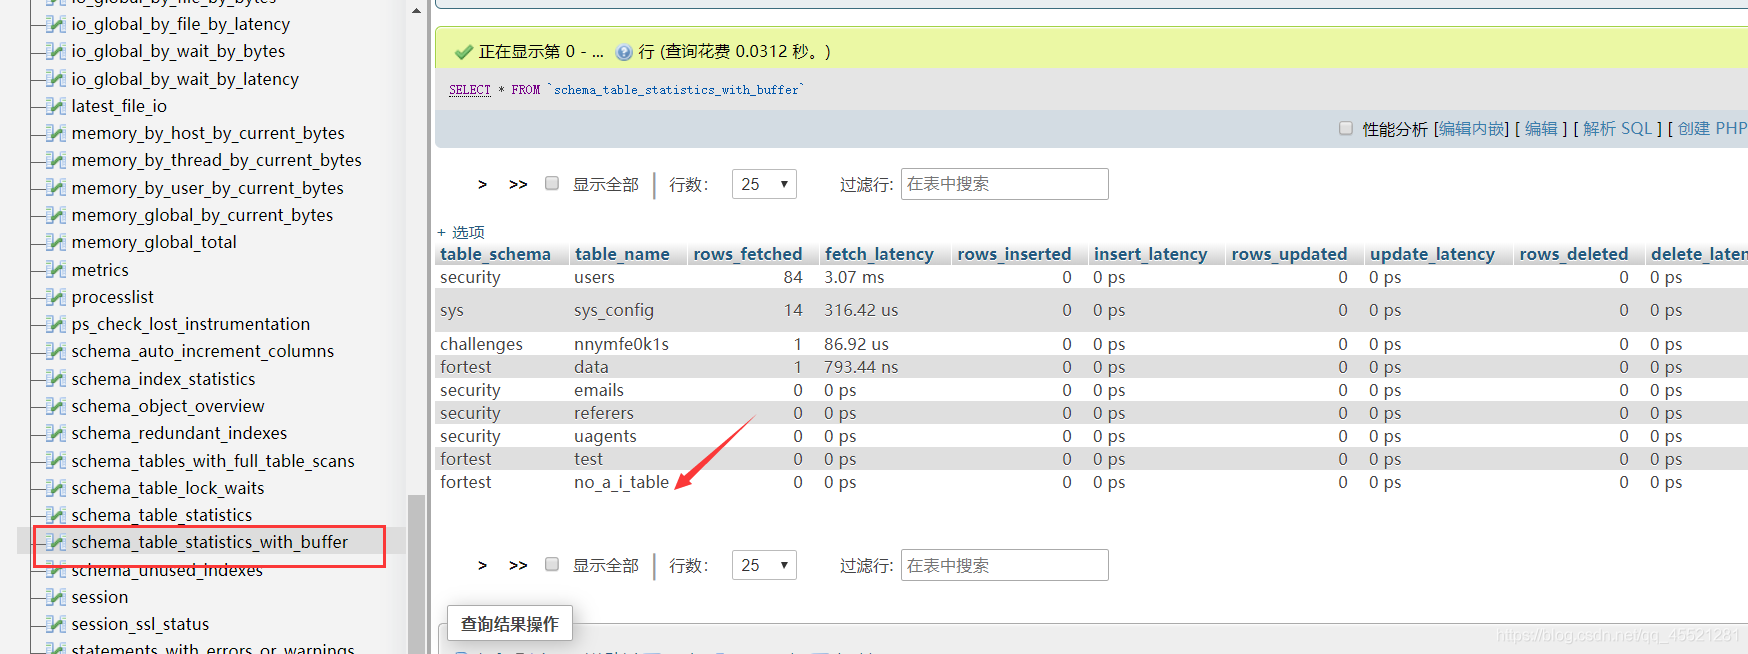 io_global_by_file_by_bytes
io_global_by_file_by_latency
io_global_by_wait_by_bytes
io_global_by_wait_by_latency
latest_file_io
memory_by_host_by_current_bytes
memory_by_thread_by_current_bytes
memory_by_user_by_current_bytes
memory_global_by_current_bytes
memory_global_total
metrics
processlist
ps_check_lost_instrumentation
schema_auto_increment_columns
schema_index_statistics
schema_object_overview
schema_redundant_indexes
schema_tables_with_full_table_scans
schema_table_lock_waits
schema_table_statistics
schema_table_statistics_with_buffer
schema_unused_indexes
session
session_ssl_status
statements_with_errors_or_warnings
正在显示第 0 - ... 行 (查询花费 0.0312 秒。)
SELECT * FROM `schema_table_statistics_with_buffer`
性能分析 [编辑内嵌] [ 编辑 ] [ 解析 SQL ] [ 创建 PHP
> >> 显示全部 行数: 25 过滤行: 在表中搜索
+ 选项
table_schema table_name rows_fetched fetch_latency rows_inserted insert_latency rows_updated update_latency rows_deleted delete_laten
security users 84 3.07 ms 0 0 ps 0 0 ps 0 0 ps
sys sys_config 14 316.42 us 0 0 ps 0 0 ps 0 0 ps
challenges nnymfe0k1s 1 86.92 us 0 0 ps 0 0 ps 0 0 ps
fortest data 1 793.44 ns 0 0 ps 0 0 ps 0 0 ps
security emails 0 0 ps 0 0 ps 0 0 ps 0 0 ps
security referers 0 0 ps 0 0 ps 0 0 ps 0 0 ps
security uagents 0 0 ps 0 0 ps 0 0 ps 0 0 ps
fortest test 0 0 ps 0 0 ps 0 0 ps 0 0 ps
fortest no_a_i_table 0 0 ps 0 0 ps 0 0 ps 0 0 ps
> >> 显示全部 行数: 25 过滤行: 在表中搜索
查询结果操作
https://blog.csdn.net/qq_45521281